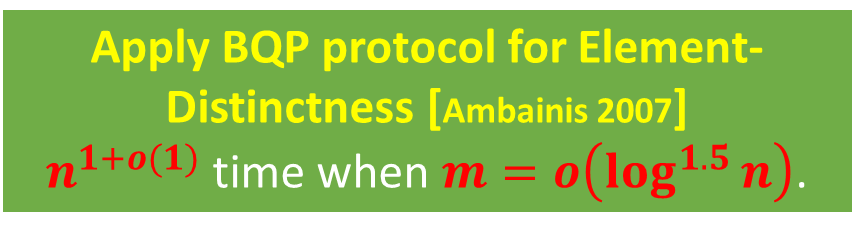 Apply BQP protocol for Element-
Distinctness [Ambainis 2007]
n^{1+o(1)} time when m = o(log^{1.5} n).